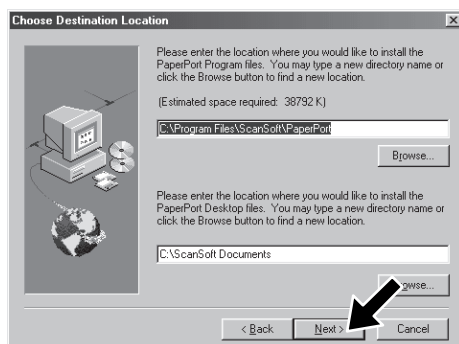 Choose Destination Location
Please enter the location where you would like to install the
PaperPort Program files. You may type a new directory name or
click the Browse button to find a new location.
(Estimated space required: 38792 K)
C:\Program Files\ScanSoft\PaperPort
Browse...
Please enter the location where you would like to install the
PaperPort Desktop files. You may type a new directory name or
click the Browse button to find a new location.
C:\ScanSoft Documents
< Back
Next >
Cancel